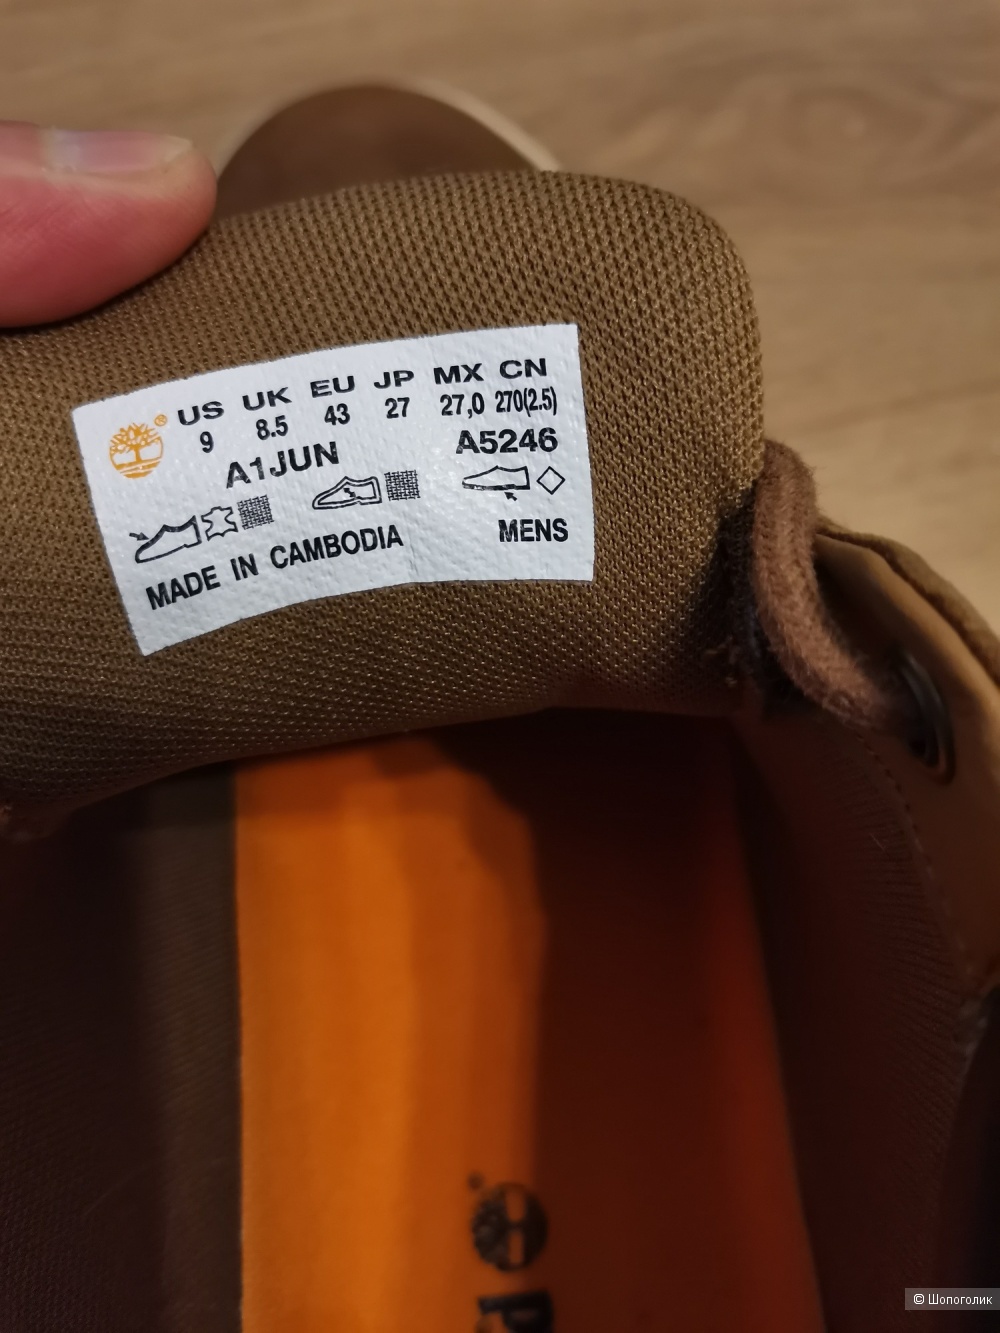 US UK EU JP MX CN
9 8.5 43 27 27,0 270(2.5)
A1JUN A5246
MADE IN CAMBODIA MENS
© Шопоголик